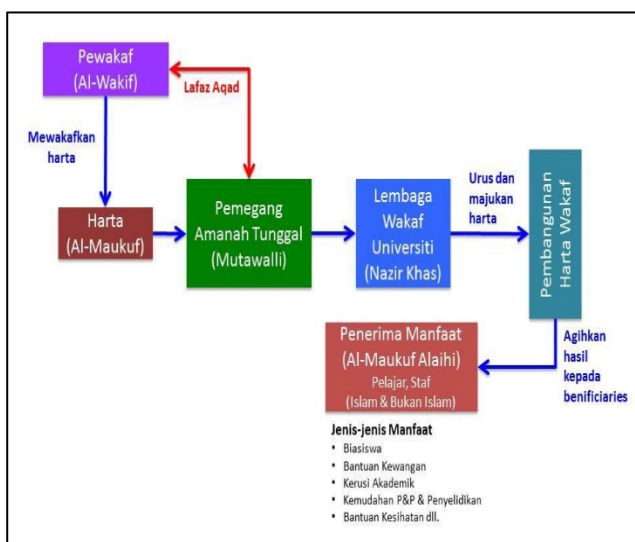 Pewakaf
(Al-Wakif)
Lafaz Aqad
Mewakafkan
harta
Harta
(Al-Maukuf)
Pemegang
Amanah Tunggal
(Mutawalli)
Lembaga
Wakaf
Universiti
(Nazir Khas)
Urus dan
majukan
harta
Pembangunan
Harta Wakaf
Agihkan
hasil
kepada
benificiaries
Penerima Manfaat
(Al-Maukuf Alaihi)
Pelajar, Staf
(Islam & Bukan Islam)
Jenis-jenis Manfaat
• Biasiswa
• Bantuan Kewangan
• Kerusi Akademik
• Kemudahan P&P & Penyelidikan
• Bantuan Kesihatan dll.